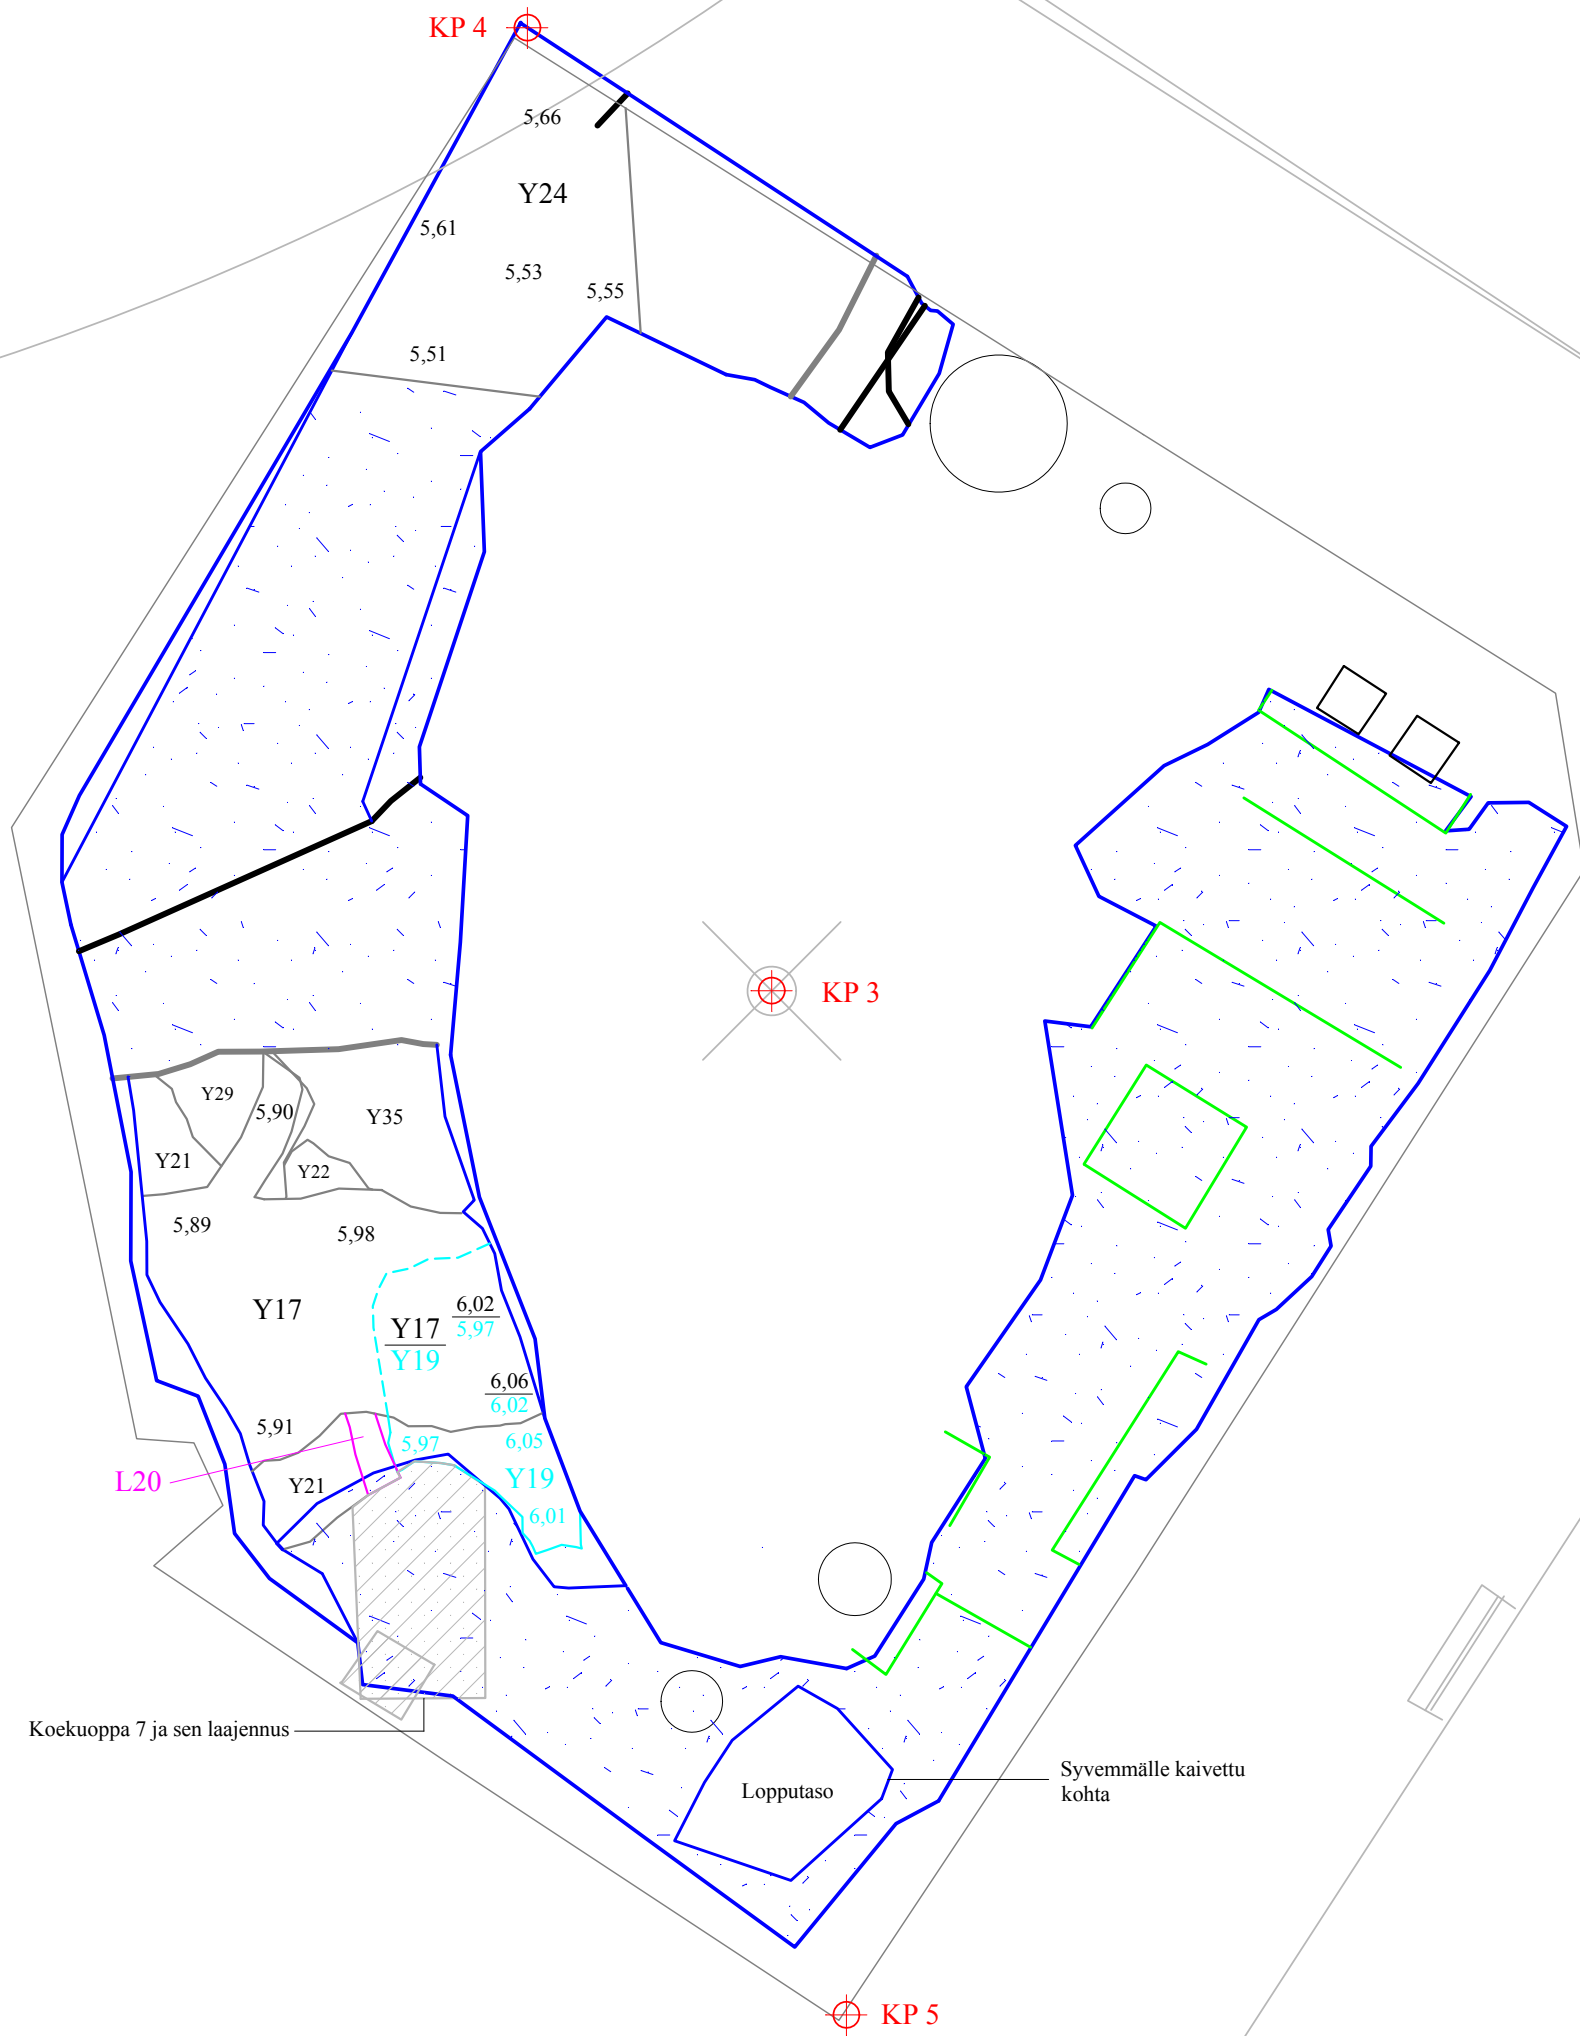 KP 4
5,66
Y24
5,61
5,53
5,55
5,51
KP 3
Y29
5,90
Y35
Y21
Y22
5,89
5,98
Y17
6,02
5,97
Y17
Y19
6,06
6,02
5,91
5,97
6,05
L20
Y21
Y19
6,01
Koekuoppa 7 ja sen laajennus
Syvemmälle kaivettu
kohta
Lopputaso
KP 5